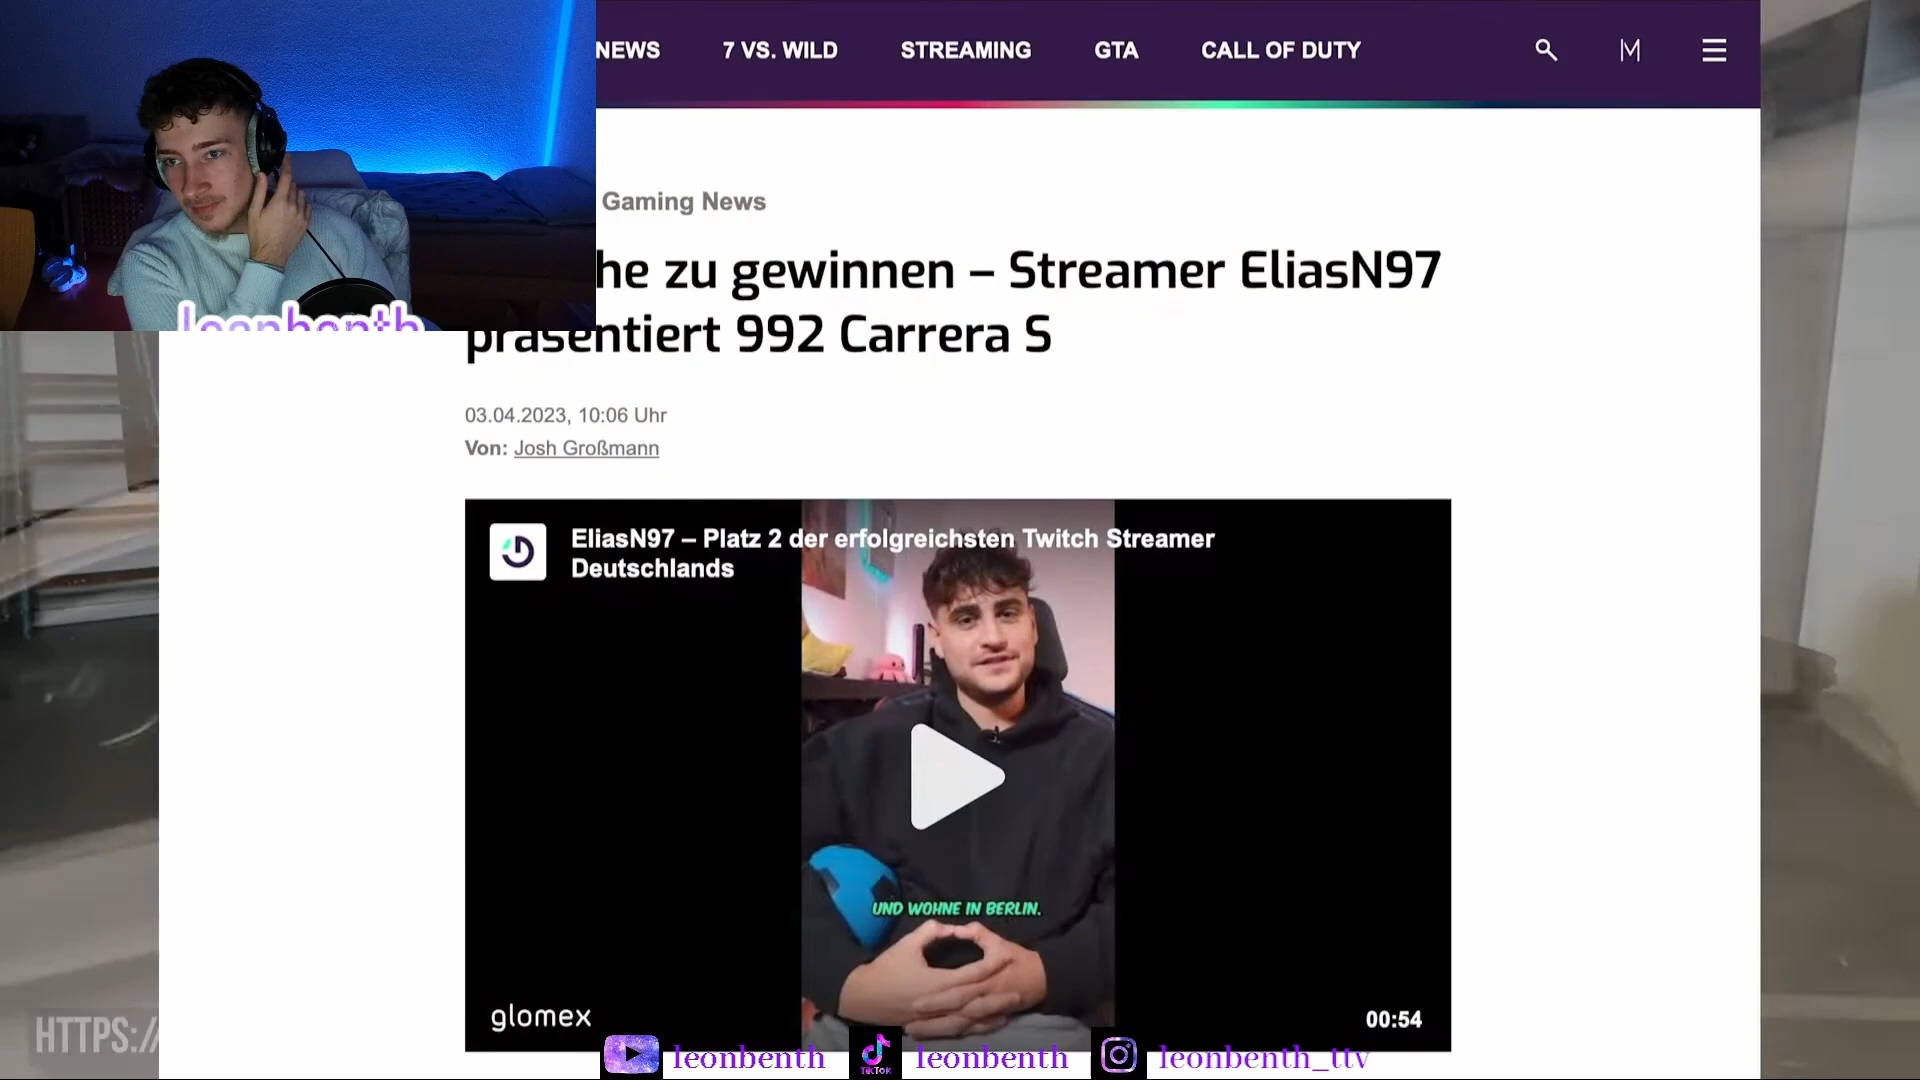 NEWS 7 VS. WILD STREAMING GTA CALL OF DUTY M
Gaming News
he zu gewinnen – Streamer EliasN97
präsentiert 992 Carrera S
leonbenth
03.04.2023, 10:06 Uhr
Von: Josh Großmann
EliasN97 – Platz 2 der erfolgreichsten Twitch Streamer
Deutschlands
UND WOHNE IN BERLIN.
glomex
00:54
HTTPS://
leonbenth
TikTok
leonbenth
leonbenth_ttv